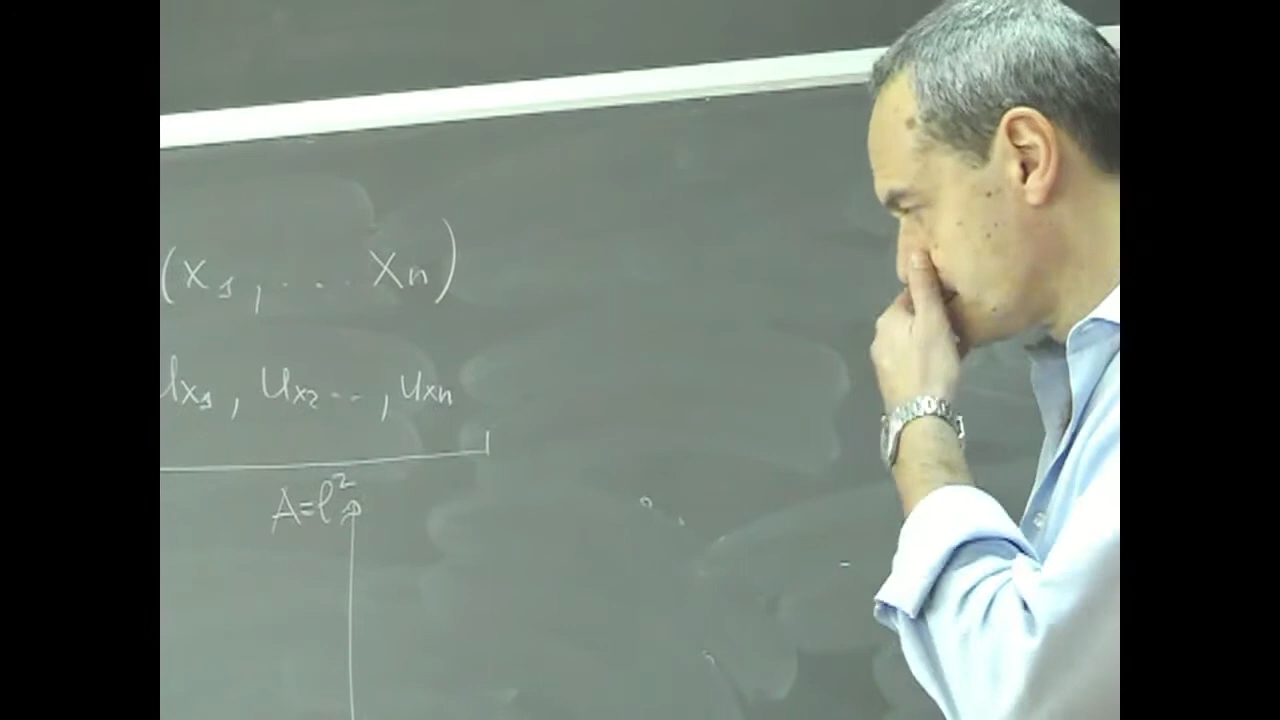 (x₁, ... xn)
ux₁, ux₂ ..., uxn
A=l²